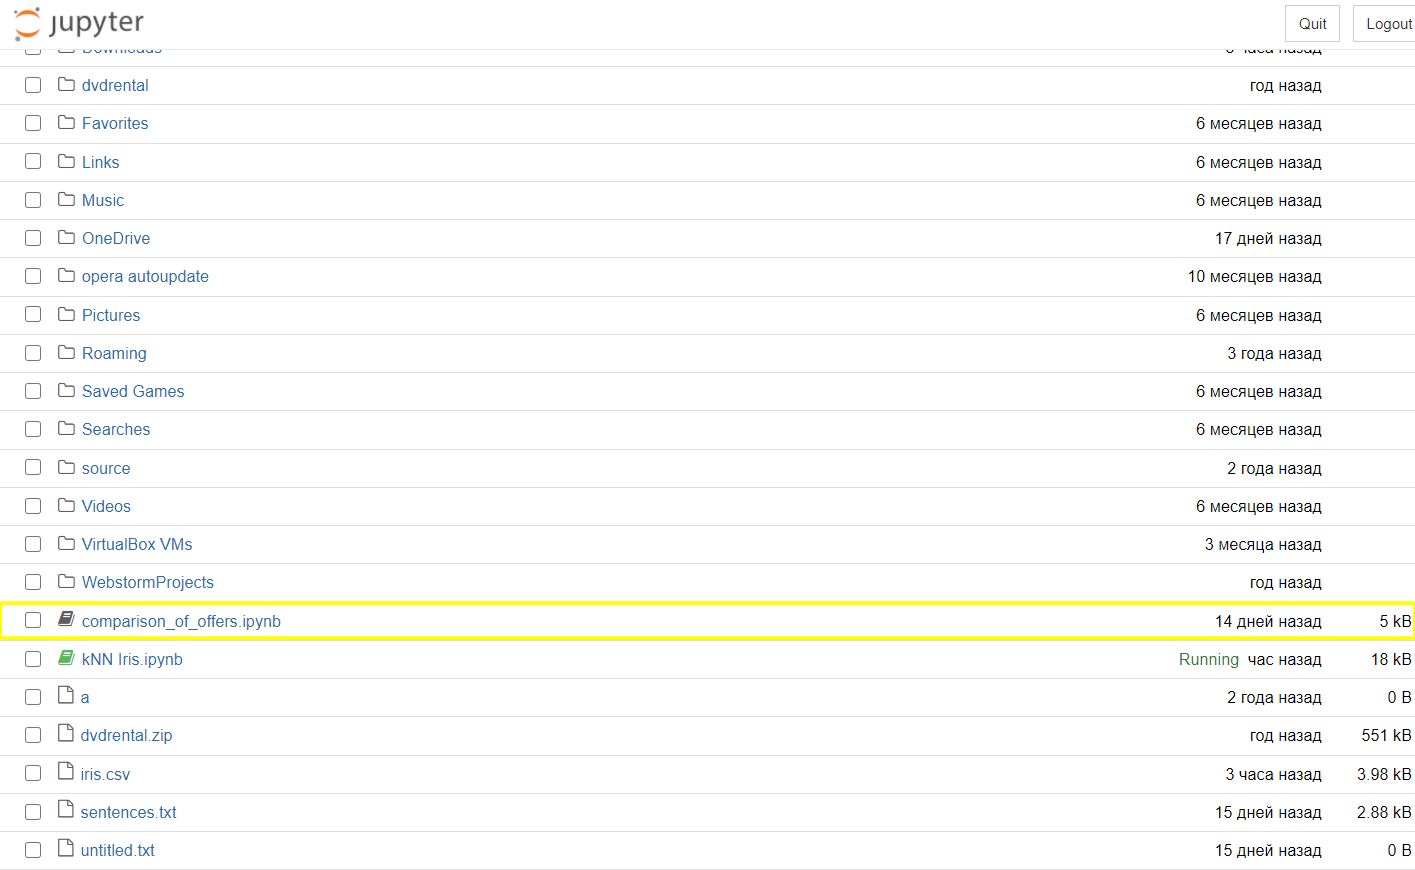 jupyter
Quit
Logout
Downloads
3 часа назад
dvdrental
год назад
Favorites
6 месяцев назад
Links
6 месяцев назад
Music
6 месяцев назад
OneDrive
17 дней назад
opera autoupdate
10 месяцев назад
Pictures
6 месяцев назад
Roaming
3 года назад
Saved Games
6 месяцев назад
Searches
6 месяцев назад
source
2 года назад
Videos
6 месяцев назад
VirtualBox VMs
3 месяца назад
WebstormProjects
год назад
comparison_of_offers.ipynb
14 дней назад
5 kB
kNN Iris.ipynb
Running час назад
18 kB
a
2 года назад
0 B
dvdrental.zip
год назад
551 kB
iris.csv
3 часа назад
3.98 kB
sentences.txt
15 дней назад
2.88 kB
untitled.txt
15 дней назад
0 B